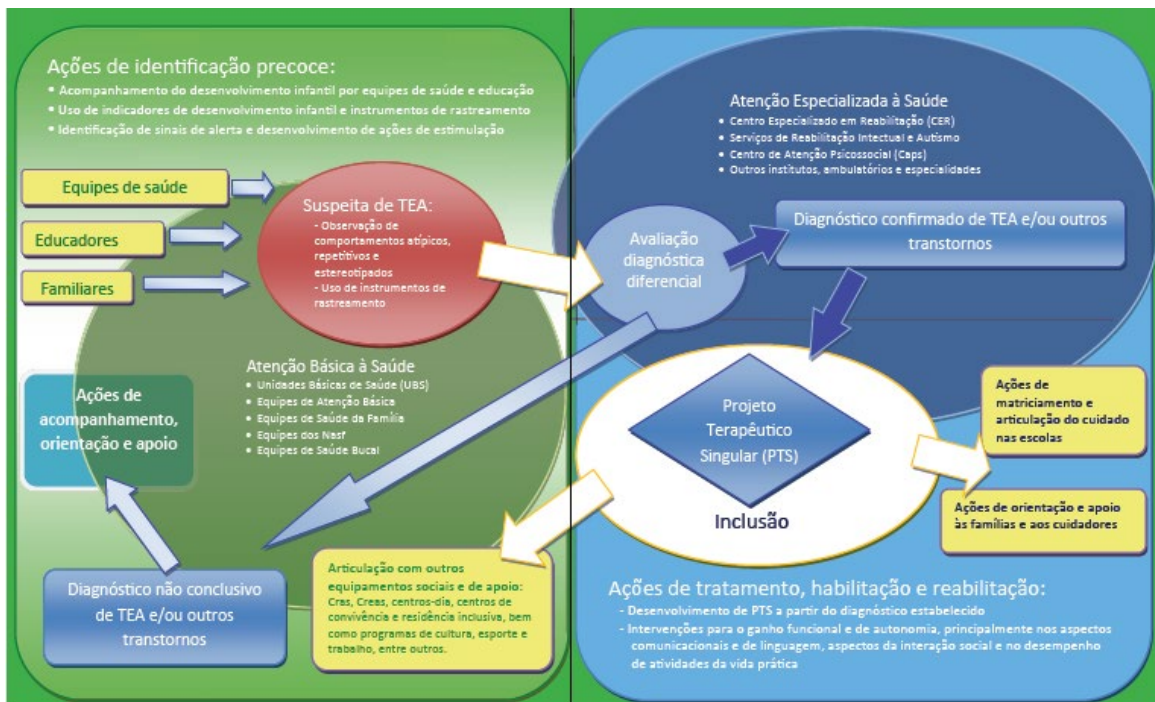 Ações de identificação precoce:
• Acompanhamento do desenvolvimento infantil por equipes de saúde e educação
• Uso de indicadores de desenvolvimento infantil e instrumentos de rastreamento
• Identificação de sinais de alerta e desenvolvimento de ações de estimulação
Equipes de saúde
Educadores
Familiares
Suspeita de TEA:
- Observação de
comportamentos atípicos,
repetitivos e
estereotipados
- Uso de instrumentos de
rastreamento
Atenção Básica à Saúde
• Unidades Básicas de Saúde (UBS)
• Equipes de Atenção Básica
• Equipes de Saúde da Família
• Equipes dos Nasf
• Equipes de Saúde Bucal
Ações de
acompanhamento,
orientação e apoio
Diagnóstico não conclusivo
de TEA e/ou outros
transtornos
Articulação com outros
equipamentos sociais e de apoio:
Cras, Creas, centros-dia, centros de
convivência e residência inclusiva, bem
como programas de cultura, esporte e
trabalho, entre outros.
Atenção Especializada à Saúde
• Centro Especializado em Reabilitação (CER)
• Serviços de Reabilitação Intectual e Autismo
• Centro de Atenção Psicossocial (Caps)
• Outros institutos, ambulatórios e especialidades
Avaliação
diagnóstica
diferencial
Diagnóstico confirmado de TEA e/ou outros
transtornos
Projeto
Terapêutico
Singular (PTS)
Inclusão
Ações de
matriciamento e
articulação do cuidado
nas escolas
Ações de orientação e apoio
às famílias e aos cuidadores
Ações de tratamento, habilitação e reabilitação:
- Desenvolvimento de PTS a partir do diagnóstico estabelecido
- Intervenções para o ganho funcional e de autonomia, principalmente nos aspectos
comunicacionais e de linguagem, aspectos da interação social e no desempenho
de atividades da vida prática